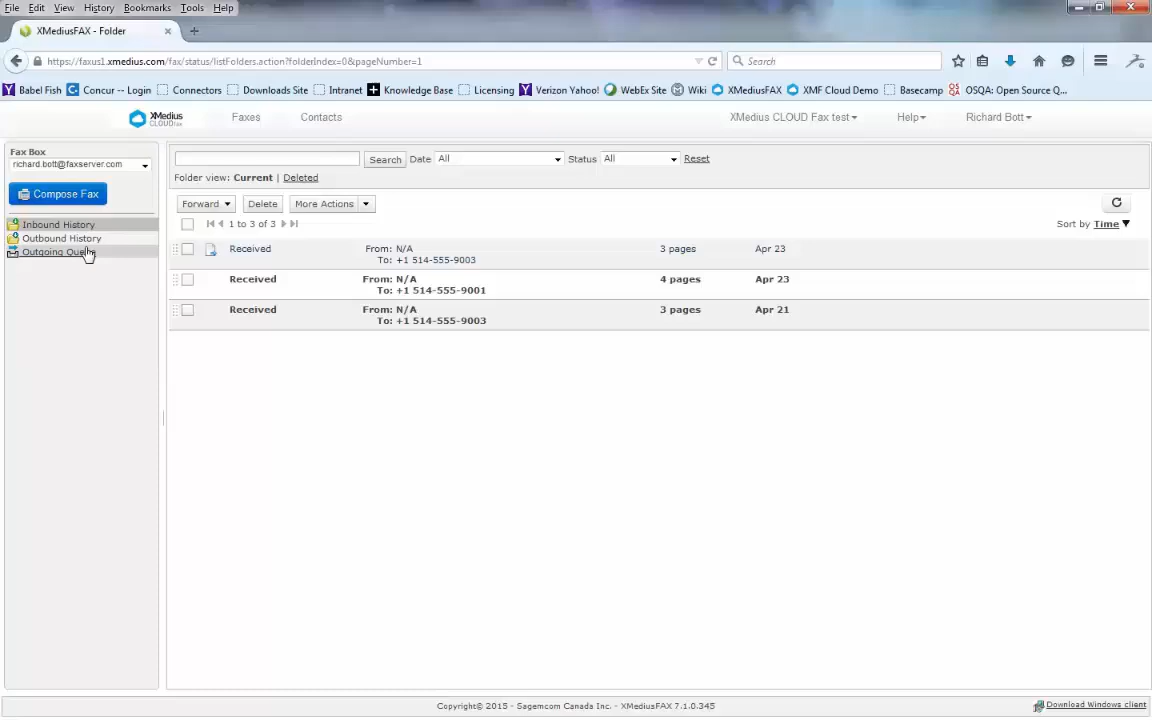 File Edit View History Bookmarks Tools Help
XMediusFAX - Folder
https://faxus1.xmedius.com/fax/status/listFolders.action?folderIndex=0&pageNumber=1
Search
Babel Fish Concur -- Login Connectors Downloads Site Intranet Knowledge Base Licensing Verizon Yahoo! WebEx Site Wiki XMediusFAX XMF Cloud Demo Basecamp OSQA: Open Source Q...
XMedius
CLOUD
Faxes Contacts XMedius CLOUD Fax test Help Richard Bott
Fax Box
richard.bott@faxserver.com
Compose Fax
Inbound History
Outbound History
Outgoing
Search Date All Status All Reset
Folder view: Current | Deleted
Forward Delete More Actions
1 to 3 of 3 Sort by Time
Received From: N/A 3 pages Apr 23
To: +1 514-555-9003
Received From: N/A 4 pages Apr 23
To: +1 514-555-9001
Received From: N/A 3 pages Apr 21
To: +1 514-555-9003
Copyright© 2015 - Sagemcom Canada Inc. - XMediusFAX 7.1.0.345
Download Windows client